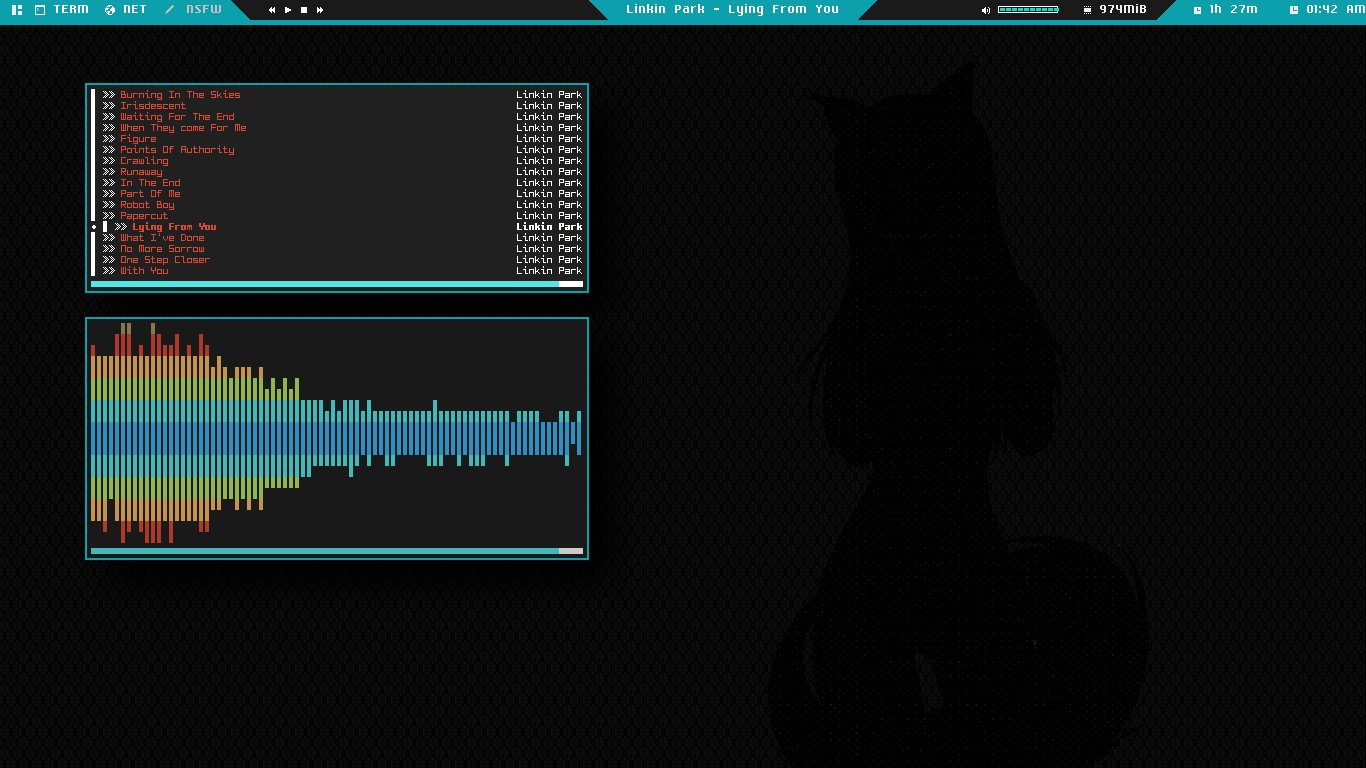 TERM NET NSFW Linkin Park - Lying From You 974MiB 1h 27m 01:42 AM
>> Burning In The Skies Linkin Park
>> Irisdescent Linkin Park
>> Waiting For The End Linkin Park
>> When They come For Me Linkin Park
>> Figure Linkin Park
>> Points Of Authority Linkin Park
>> Crawling Linkin Park
>> Runaway Linkin Park
>> In The End Linkin Park
>> Part Of Me Linkin Park
>> Robot Boy Linkin Park
>> Papercut Linkin Park
>> Lying From You Linkin Park
>> What I've Done Linkin Park
>> No More Sorrow Linkin Park
>> One Step Closer Linkin Park
>> With You Linkin Park